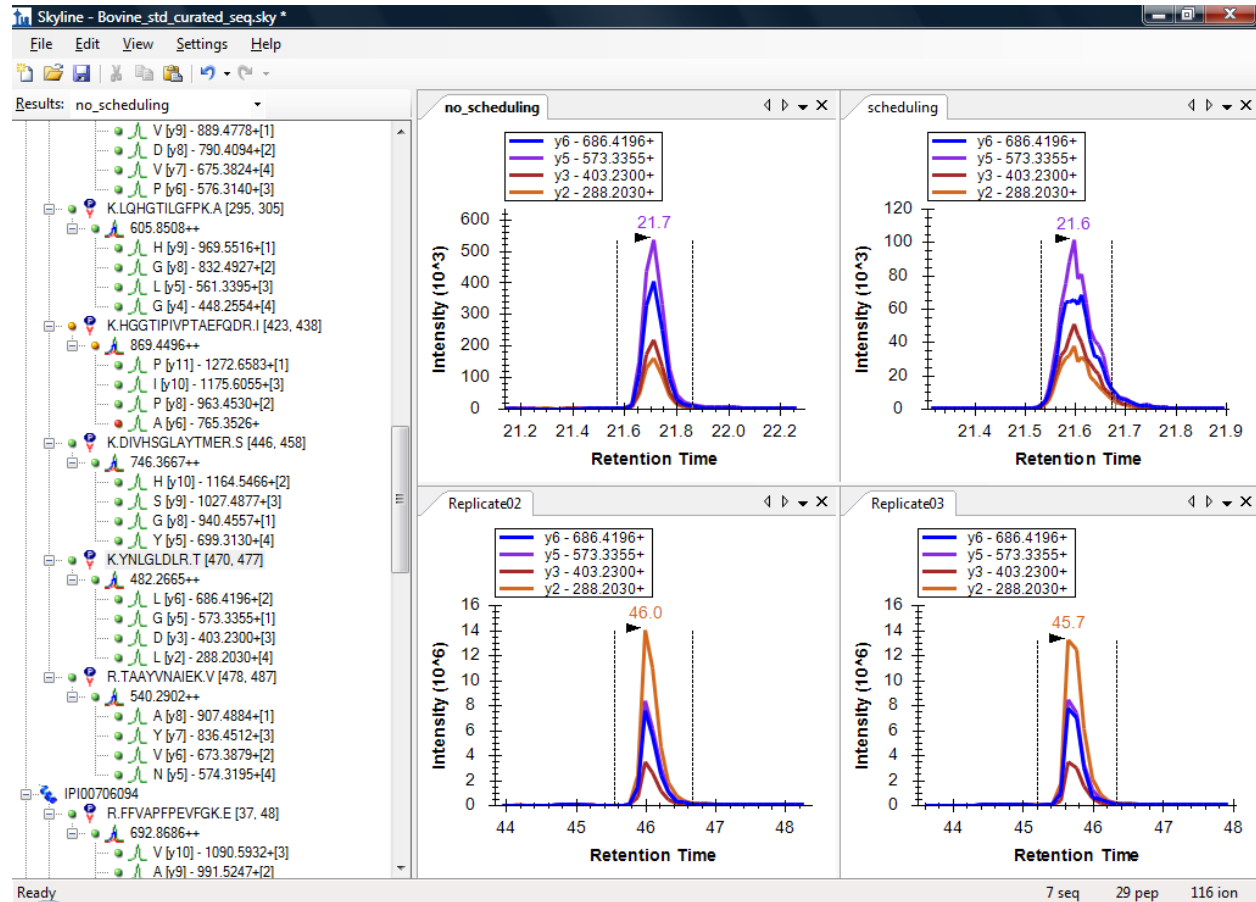 Skyline - Bovine_std_curated_seq.sky *
File Edit View Settings Help
Results: no_scheduling
V [y9] - 889.4778+[1]
D [y8] - 790.4094+[2]
V [y7] - 675.3824+[4]
P [y6] - 576.3140+[3]
K.LQHGTILGFPK.A [295, 305]
605.8508++
H [y9] - 969.5516+[1]
G [y8] - 832.4927+[2]
L [y5] - 561.3395+[3]
G [y4] - 448.2554+[4]
K.HGGTIPIVPTAEFQDR.I [423, 438]
869.4496++
P [y11] - 1272.6583+[1]
I [y10] - 1175.6055+[3]
P [y8] - 963.4530+[2]
A [y6] - 765.3526+
K.DIVHSGLAYTMER.S [446, 458]
746.3667++
H [y10] - 1164.5466+[2]
S [y9] - 1027.4877+[3]
G [y8] - 940.4557+[1]
Y [y5] - 699.3130+[4]
K.YNLGLDLR.T [470, 477]
482.2665++
L [y6] - 686.4196+[2]
G [y5] - 573.3355+[1]
D [y3] - 403.2300+[3]
L [y2] - 288.2030+[4]
R.TAAYVNAIEK.V [478, 487]
540.2902++
A [y8] - 907.4884+[1]
Y [y7] - 836.4512+[3]
V [y6] - 673.3879+[2]
N [y5] - 574.3195+[4]
IPI00706094
R.FFVAPFPEVFGK.E [37, 48]
692.8686++
V [y10] - 1090.5932+[3]
A [y9] - 991.5247+[2]
no_scheduling
y6 - 686.4196+
y5 - 573.3355+
y3 - 403.2300+
y2 - 288.2030+
21.7
600
500
400
300
200
100
0
Intensity (10^3)
21.2 21.4 21.6 21.8 22.0 22.2
Retention Time
scheduling
y6 - 686.4196+
y5 - 573.3355+
y3 - 403.2300+
y2 - 288.2030+
21.6
120
100
80
60
40
20
0
Intensity (10^3)
21.4 21.5 21.6 21.7 21.8 21.9
Retention Time
Replicate02
y6 - 686.4196+
y5 - 573.3355+
y3 - 403.2300+
y2 - 288.2030+
46.0
16
14
12
10
8
6
4
2
0
Intensity (10^6)
44 45 46 47 48
Retention Time
Replicate03
y6 - 686.4196+
y5 - 573.3355+
y3 - 403.2300+
y2 - 288.2030+
45.7
16
14
12
10
8
6
4
2
0
Intensity (10^6)
44 45 46 47 48
Retention Time
Ready 7 seq 29 pep 116 ion